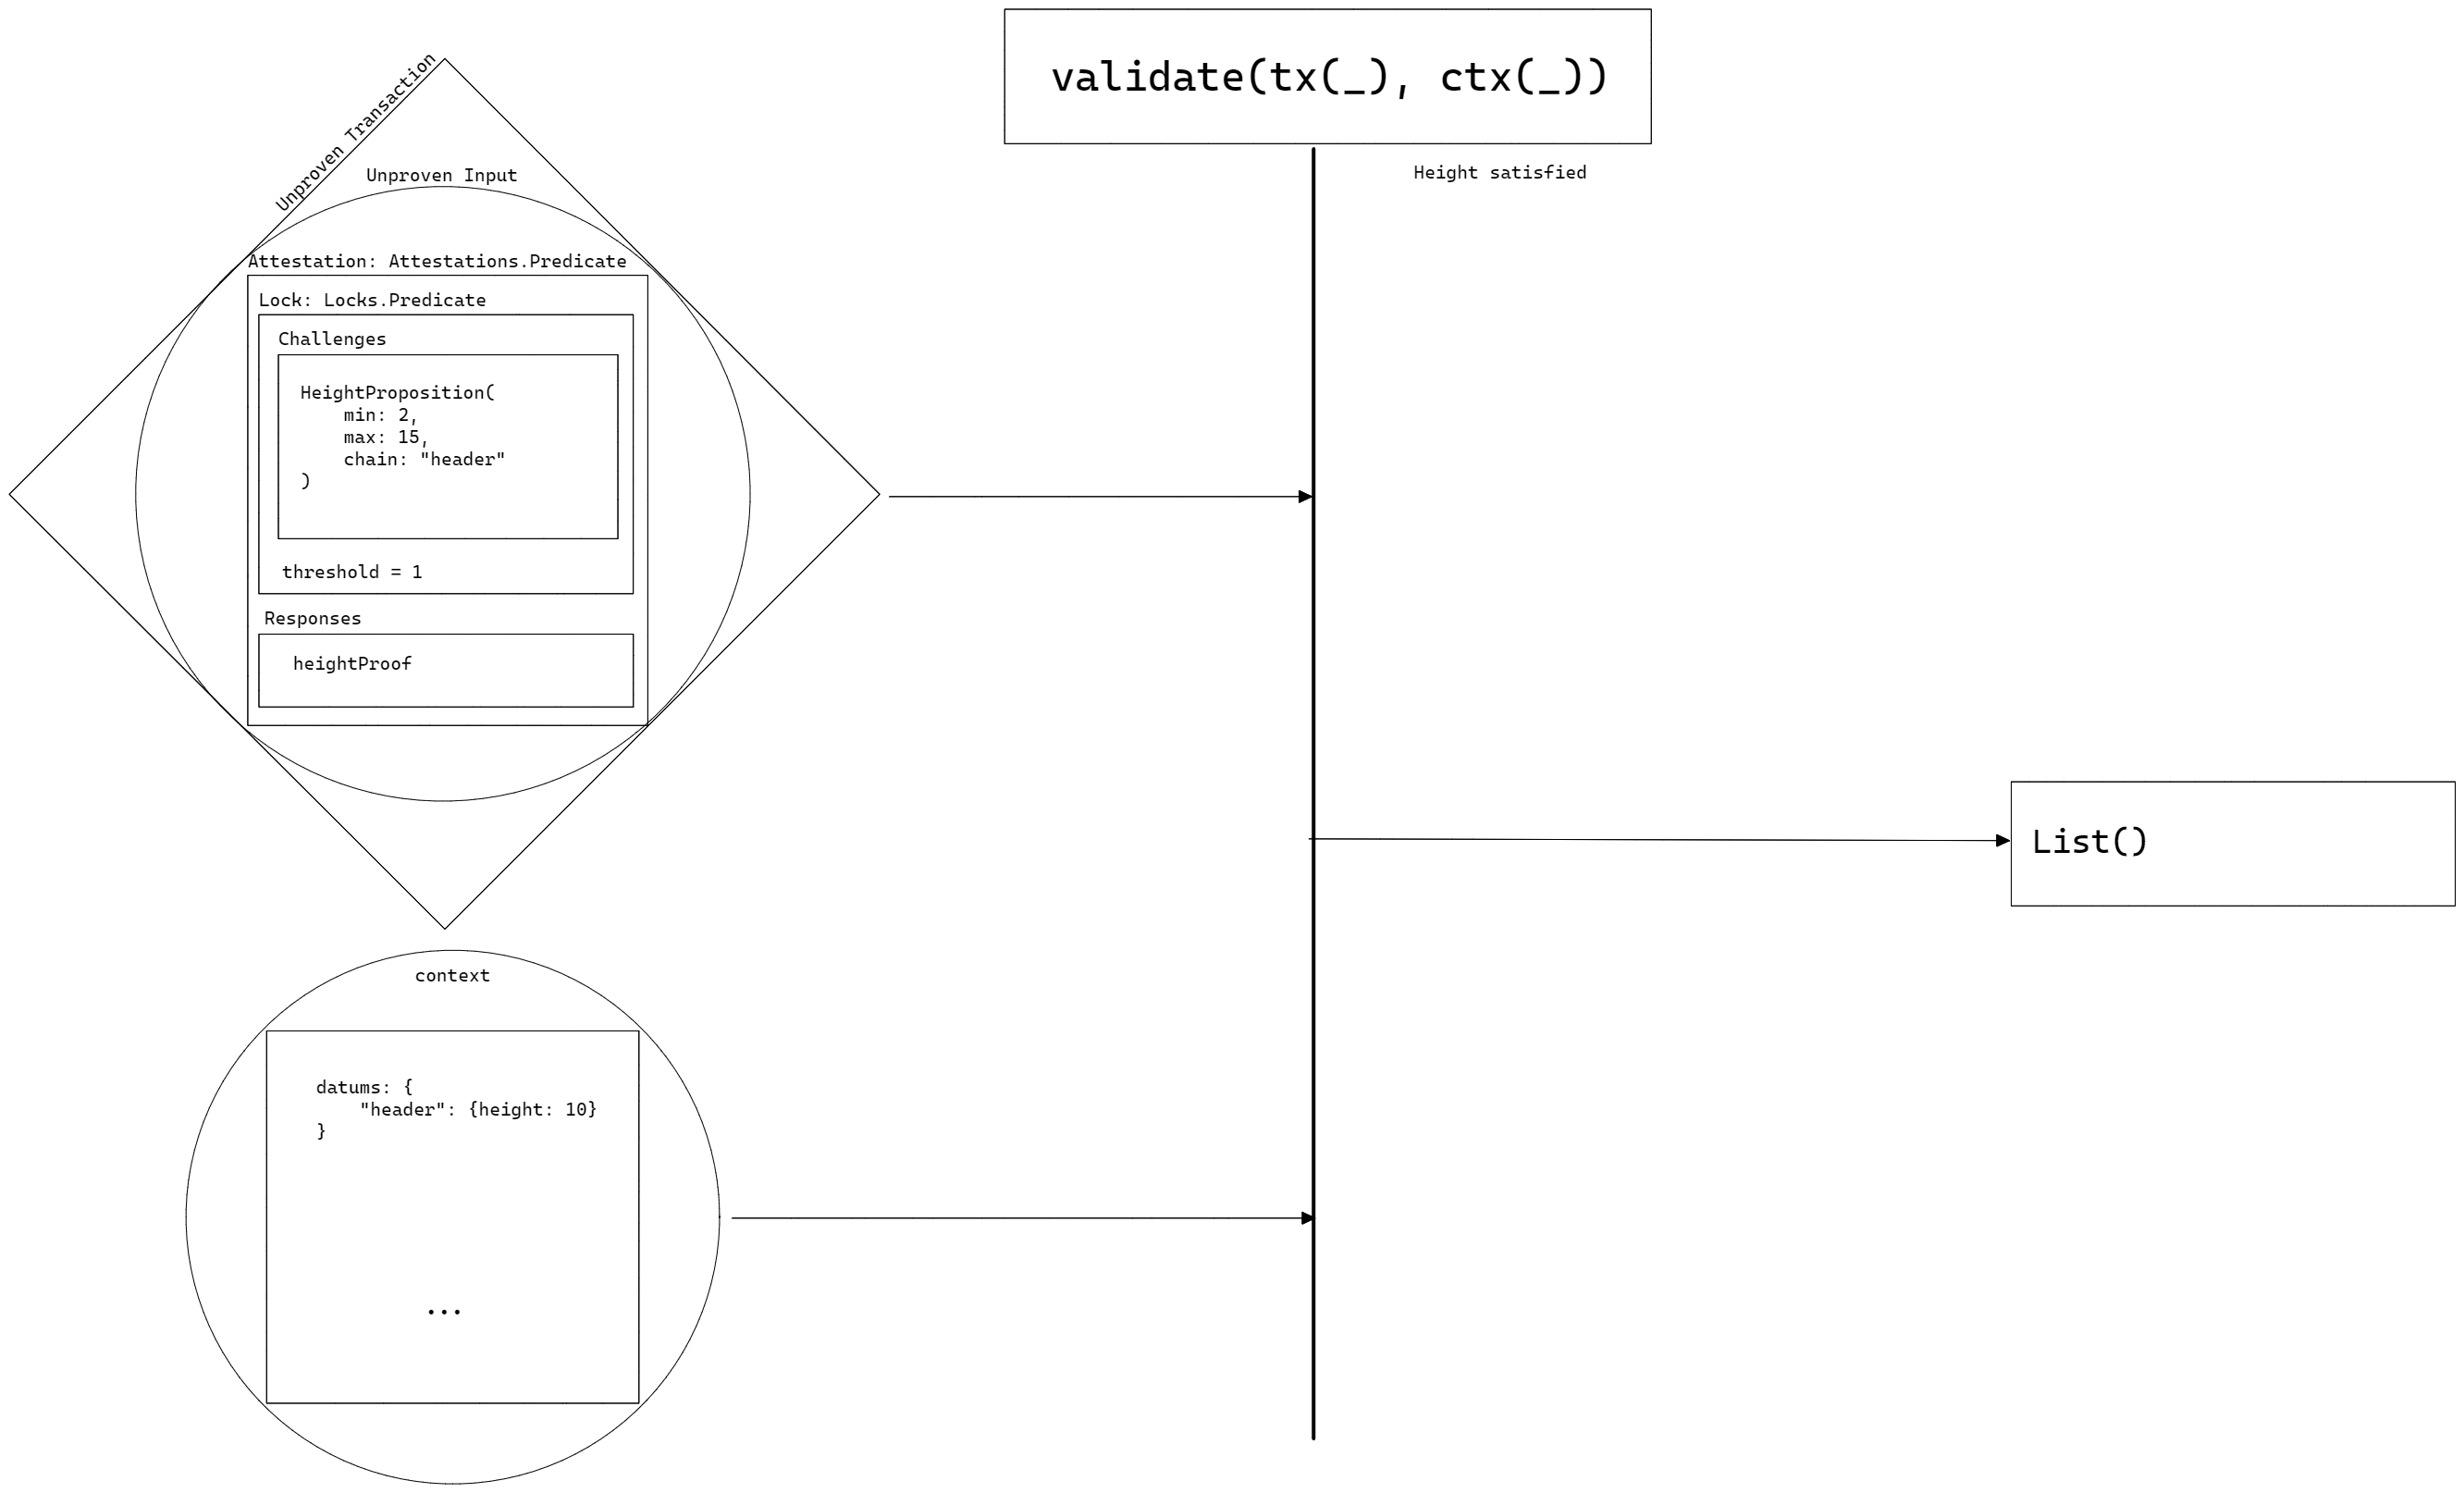 validate(tx(_), ctx(_))
Height satisfied
Unproven Transaction
Unproven Input
Attestation: Attestations.Predicate
Lock: Locks.Predicate
Challenges
HeightProposition(
    min: 2,
    max: 15,
    chain: "header"
)
threshold = 1
Responses
heightProof
List()
context
datums: {
    "header": {height: 10}
}
...